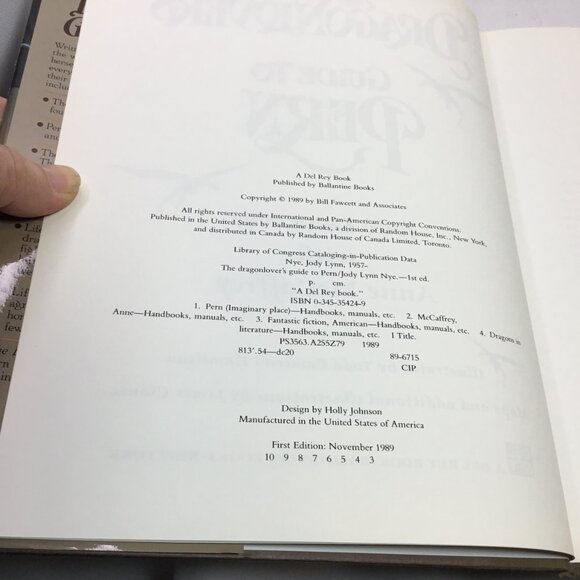 A Del Rey Book
Published by Ballantine Books
Copyright © 1989 by Bill Fawcett and Associates
All rights reserved under International and Pan-American Copyright Conventions.
Published in the United States by Ballantine Books, a division of Random House, Inc., New York,
and distributed in Canada by Random House of Canada Limited, Toronto.
Library of Congress Cataloging-in-Publication Data
Nye, Jody Lynn, 1957-
The dragonlover's guide to Pern/Jody Lynn Nye.—1st ed.
p. cm.
"A Del Rey book."
ISBN 0-345-35424-9
1. Pern (Imaginary place)—Handbooks, manuals, etc. 2. McCaffrey,
Anne—Handbooks, manuals, etc. 3. Fantastic fiction, American—Handbooks, manuals, etc. 4. Dragons in
literature—Handbooks, manuals, etc. I Title.
PS3563.A255Z79 1989
813'.54—dc20 89-6715
CIP
Design by Holly Johnson
Manufactured in the United States of America
First Edition: November 1989
10 9 8 7 6 5 4 3